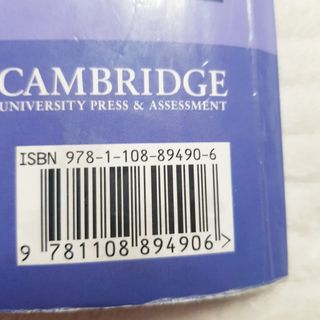 CAMBRIDGE
UNIVERSITY PRESS & ASSESSMENT
ISBN 978-1-108-89490-6
9 781108 894906>